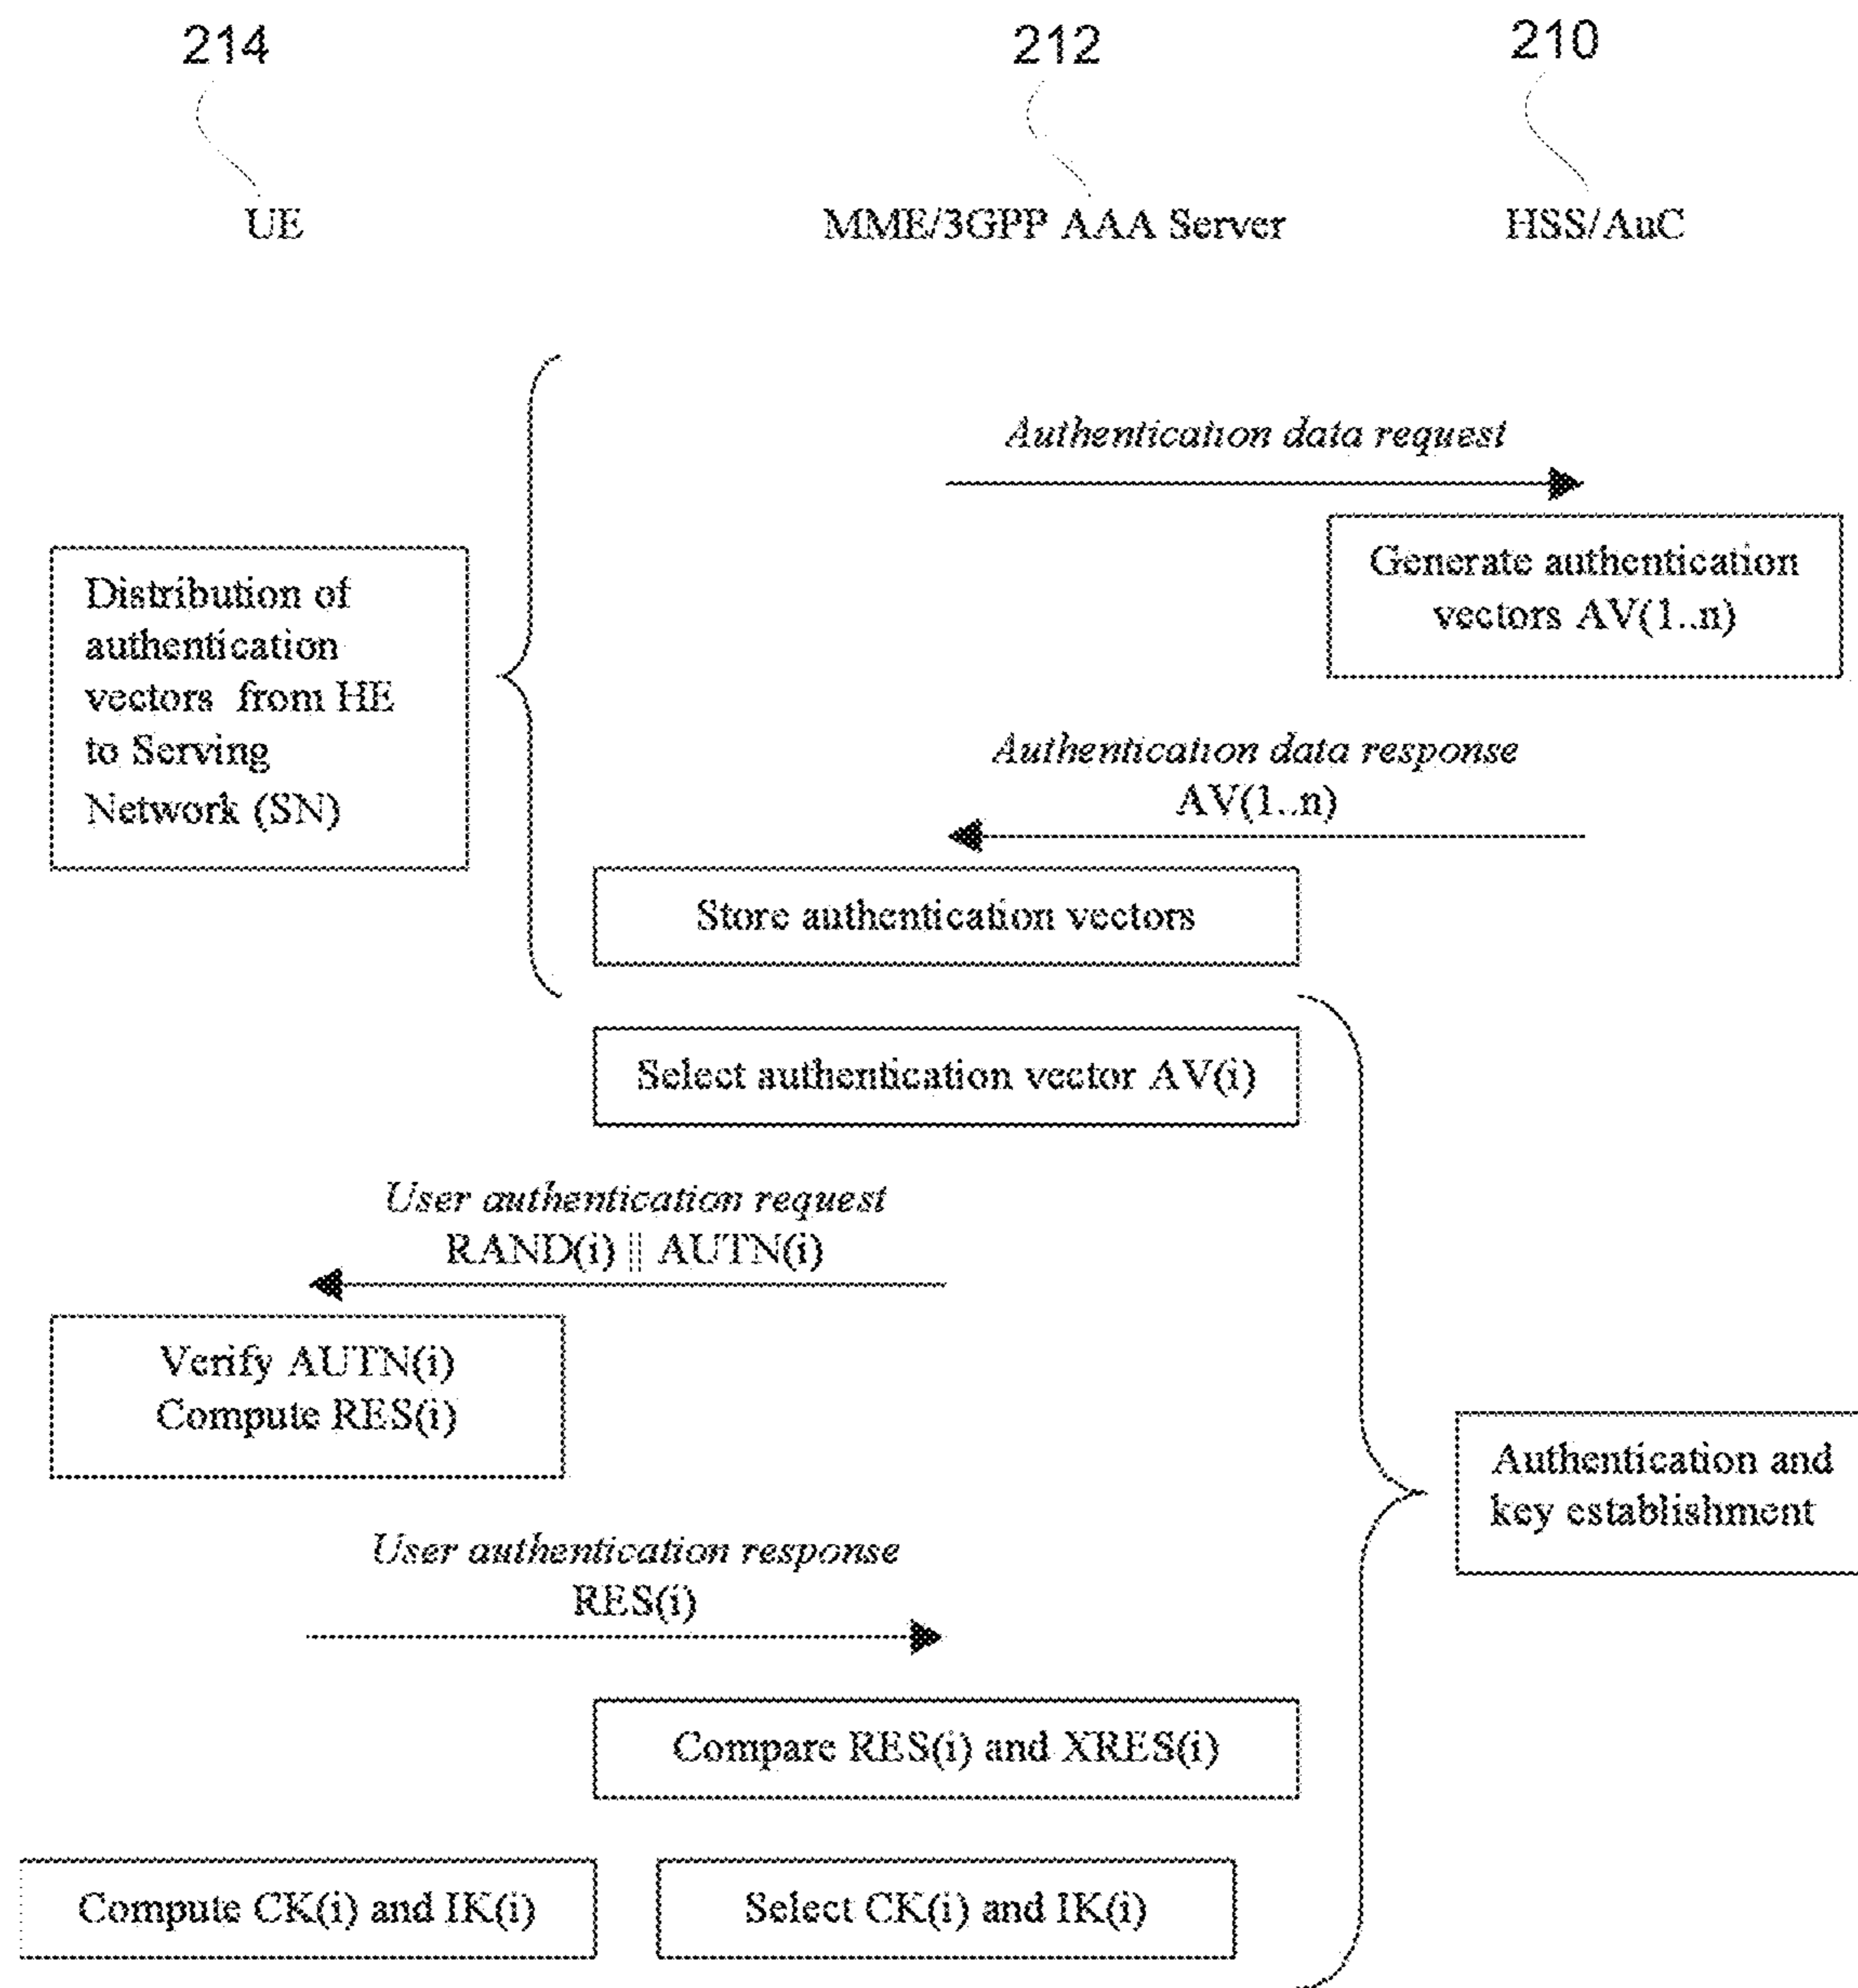 214
212
210
UE
MME/3GPP AAA Server
HSS/AuC
Authentication data request
Generate authentication
vectors AV(1..n)
Distribution of
authentication
vectors from HE
to Serving
Network (SN)
Authentication data response
AV(1..n)
Store authentication vectors
Select authentication vector AV(i)
User authentication request
RAND(i) || AUTN(i)
Verify AUTN(i)
Compute RES(i)
Authentication and
key establishment
User authentication response
RES(i)
Compare RES(i) and XRES(i)
Compute CK(i) and IK(i)
Select CK(i) and IK(i)